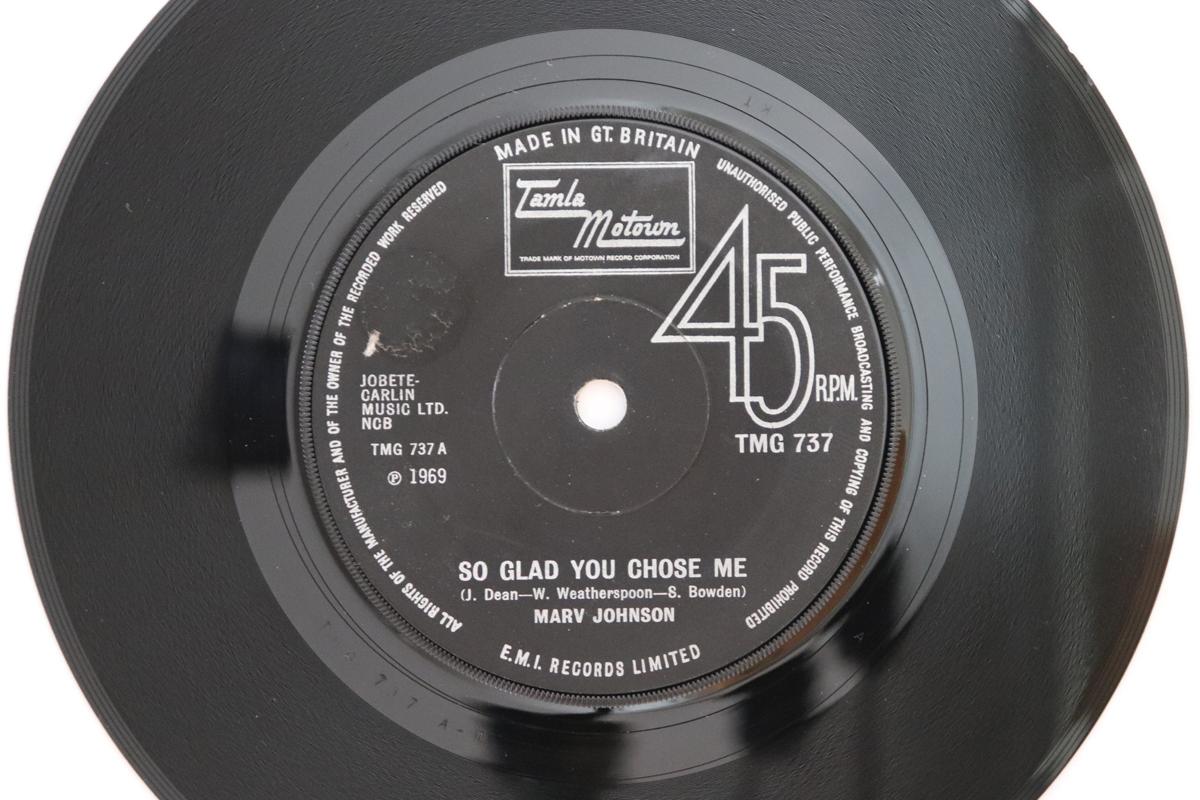 MADE IN GT. BRITAIN
Tamla
Motown
TRADE MARK OF MOTOWN RECORD CORPORATION
45
R.P.M.
TMG 737
JOBETE-
CARLIN
MUSIC LTD.
NCB
TMG 737 A
℗ 1969
SO GLAD YOU CHOSE ME
(J. Dean—W. Weatherspoon—S. Bowden)
MARV JOHNSON
E.M.I. RECORDS LIMITED
ALL RIGHTS OF THE MANUFACTURER AND OF THE OWNER OF THE RECORDED WORK RESERVED
UNAUTHORISED PUBLIC PERFORMANCE BROADCASTING AND COPYING OF THIS RECORD PROHIBITED